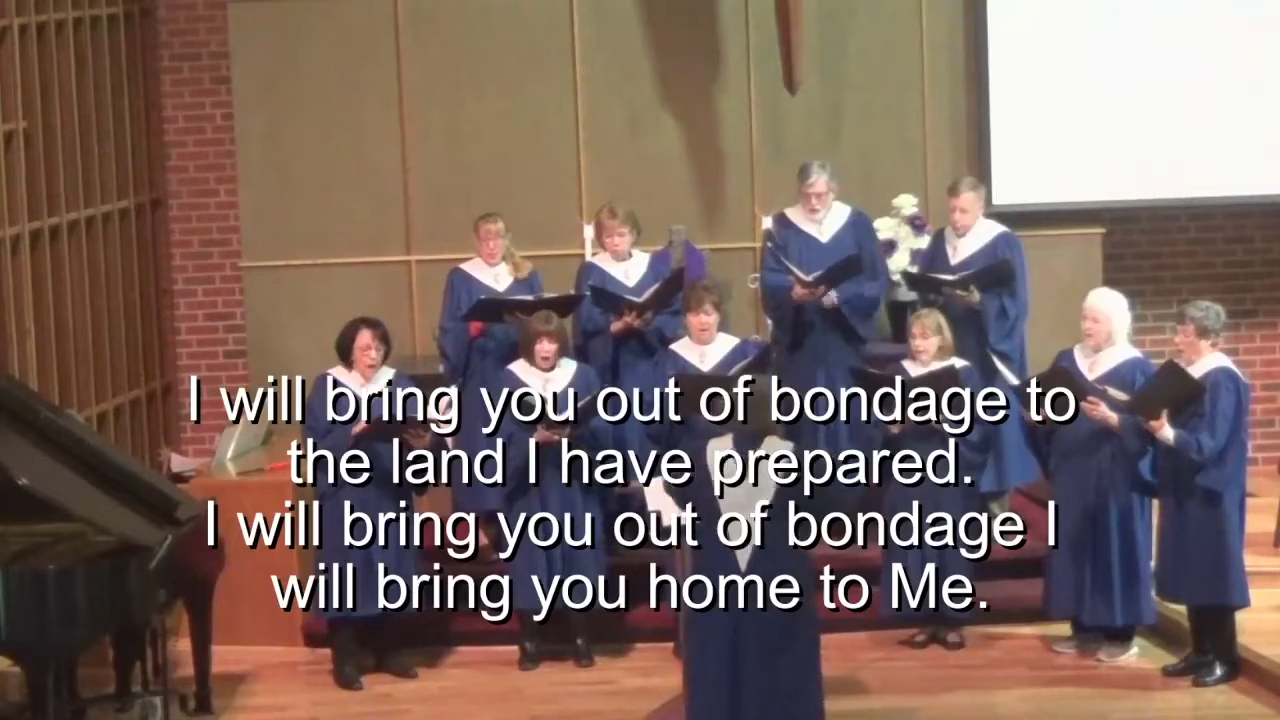 I will bring you out of bondage to
the land I have prepared.
I will bring you out of bondage I
will bring you home to Me.